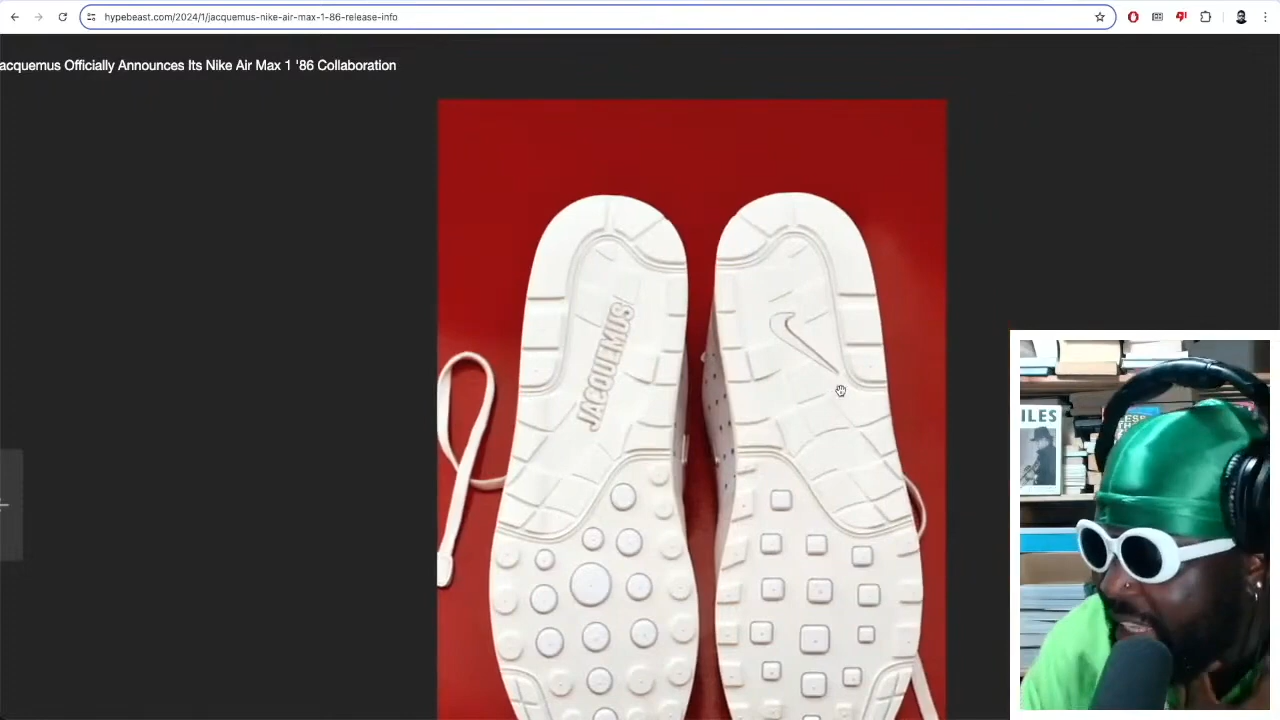 hypebeast.com/2024/1/jacquemus-nike-air-max-1-86-release-info
acquemus Officially Announces Its Nike Air Max 1 '86 Collaboration
JACQUEMUS
ILES